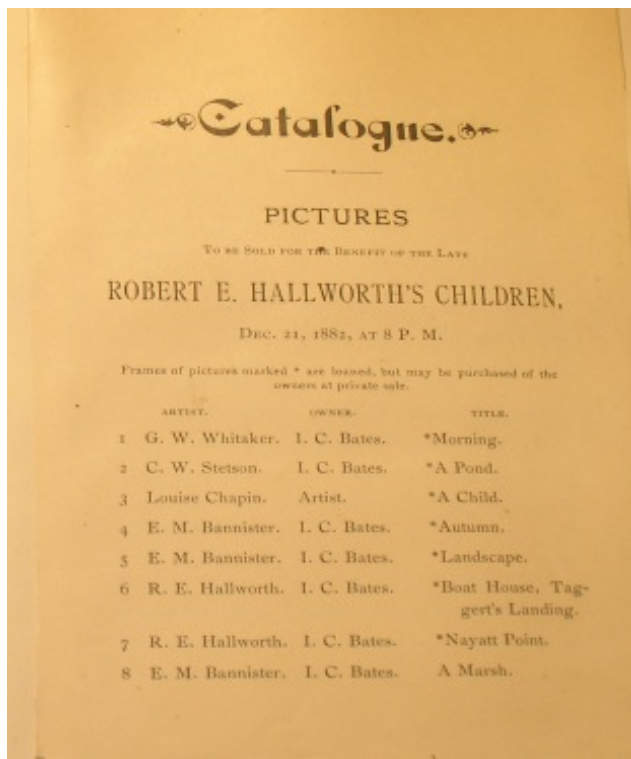 Catalogue.
PICTURES
TO BE SOLD FOR THE BENEFIT OF THE LATE
ROBERT E. HALLWORTH'S CHILDREN,
DEC. 21, 1882, AT 8 P. M.
Frames of pictures marked * are loaned, but may be purchased of the
owners at private sale.
ARTIST. OWNER. TITLE.
1 G. W. Whitaker. I. C. Bates. *Morning.
2 C. W. Stetson. I. C. Bates. *A Pond.
3 Louise Chapin. Artist. *A Child.
4 E. M. Bannister. I. C. Bates. *Autumn.
5 E. M. Bannister. I. C. Bates. *Landscape.
6 R. E. Hallworth. I. C. Bates. *Boat House, Tag-
gert's Landing.
7 R. E. Hallworth. I. C. Bates. *Nayatt Point.
8 E. M. Bannister. I. C. Bates. A Marsh.